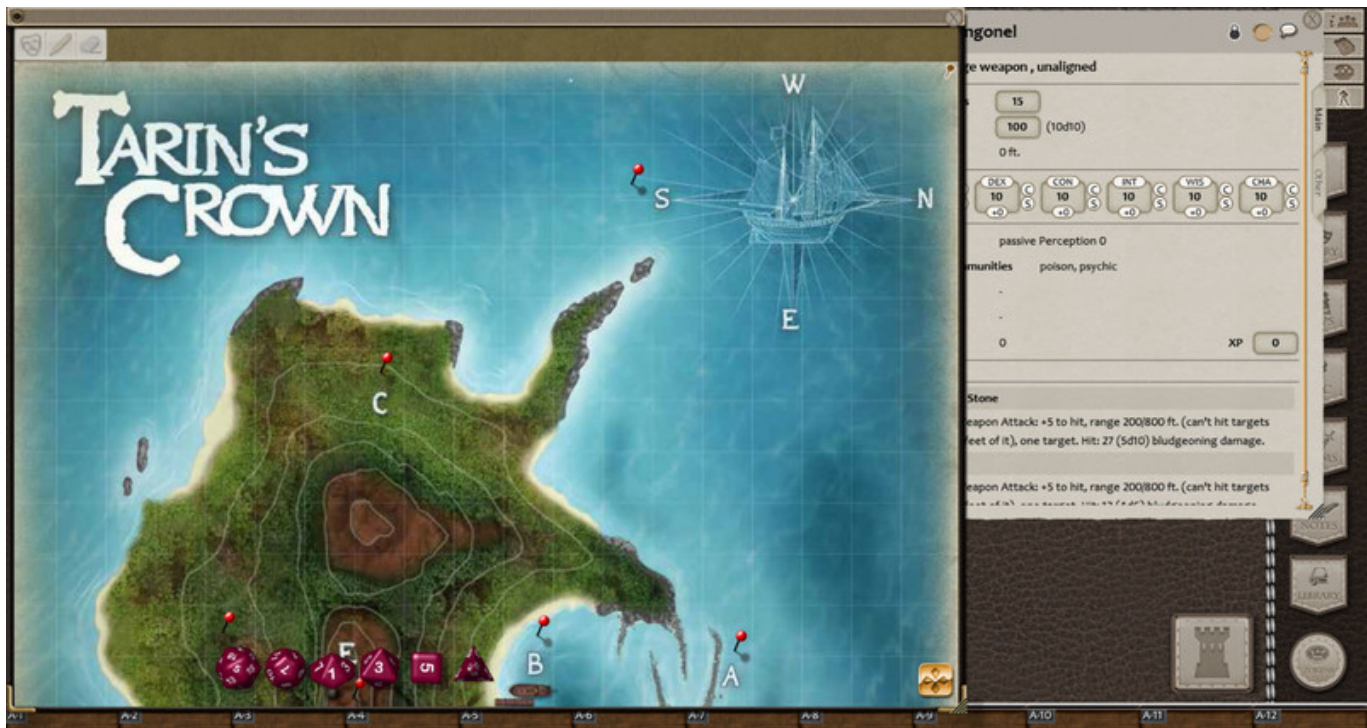 TARIN'S
CROWN
W
S
N
E
C
B
A
E
ngonel
ge weapon , unaligned
15
100 (10d10)
0 ft.
DEX CON INT WIS CHA
10 10 10 10 10
+0 +0 +0 +0 +0
C C C C C
S S S S S
passive Perception 0
munities poison, psychic
-
-
0 XP 0
Stone
eapon Attack: +5 to hit, range 200/800 ft. (can't hit targets
feet of it), one target. Hit: 27 (5d10) bludgeoning damage.
eapon Attack: +5 to hit, range 200/800 ft. (can't hit targets
Main
Other
NOTES
LIBRARY
5 7 7 1 3 5
A-1 A-2 A-3 A-4 A-5 A-6 A-7 A-8 A-9 A-10 A-11 A-12